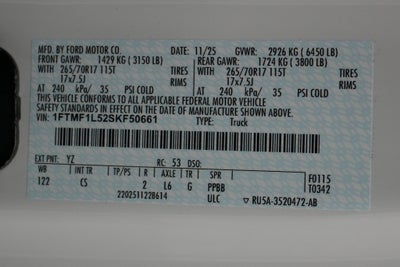 MFD. BY FORD MOTOR CO. DATE: 11/25 GVWR: 2926 KG (6450 LB)
FRONT GAWR: 1429 KG (3150 LB) REAR GAWR: 1724 KG (3800 LB)
WITH 265/70R17 115T TIRES WITH 265/70R17 115T TIRES
17x7.5J RIMS 17x7.5J RIMS
AT 240 kPa/ 35 PSI COLD AT 240 kPa/ 35 PSI COLD
THIS VEHICLE CONFORMS TO ALL APPLICABLE FEDERAL MOTOR VEHICLE SAFETY STANDARDS IN
EFFECT ON THE DATE OF MANUFACTURE SHOWN ABOVE.
VIN: 1FTMF1L52SKF50661 TYPE: Truck
EXT PNT: YZ RC: 53 DSO:
WB INT TR TP/PS R AXLE TR SPR F0115
122 CS 2 L6 G PPBB T0342
220251122B614 ULC ▼ RU5A-3520472-AB